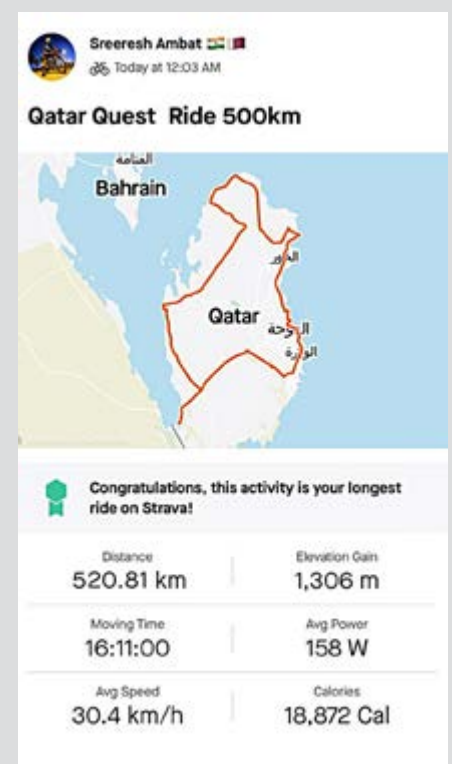 Sreeresh Ambat 🇮🇳 🇶🇦
Today at 12:03 AM
Qatar Quest Ride 500km
المنامة
Bahrain
الخور
Qatar
الدوحة
الوكرة
Congratulations, this activity is your longest
ride on Strava!
Distance
520.81 km
Elevation Gain
1,306 m
Moving Time
16:11:00
Avg Power
158 W
Avg Speed
30.4 km/h
Calories
18,872 Cal